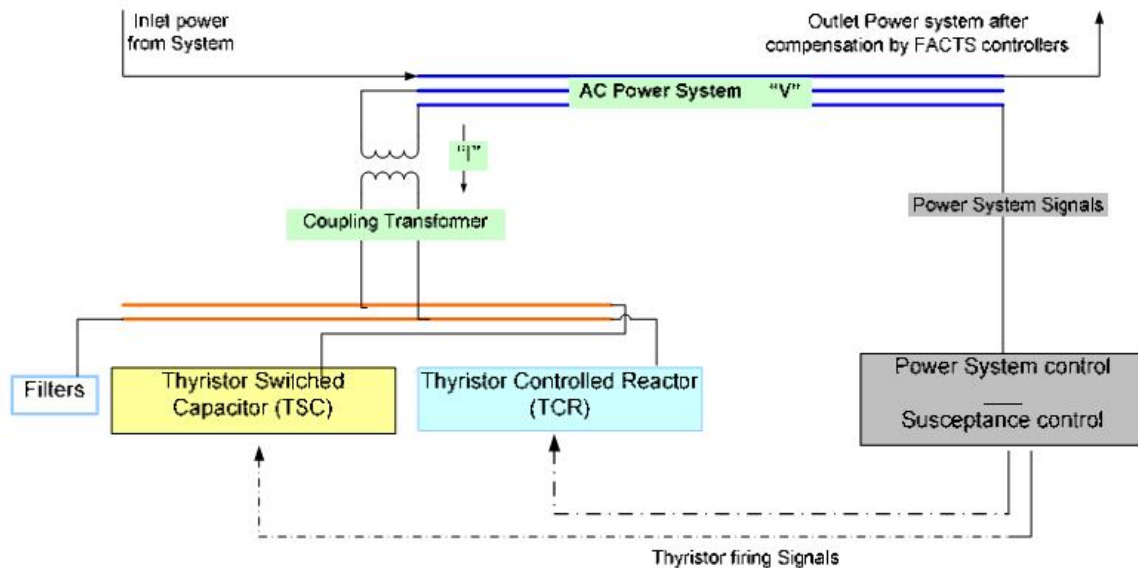 Inlet power
from System
Outlet Power system after
compensation by FACTS controllers
AC Power System "V"
"I"
Coupling Transformer
Power System Signals
Filters
Thyristor Switched
Capacitor (TSC)
Thyristor Controlled Reactor
(TCR)
Power System control
Susceptance control
Thyristor firing Signals